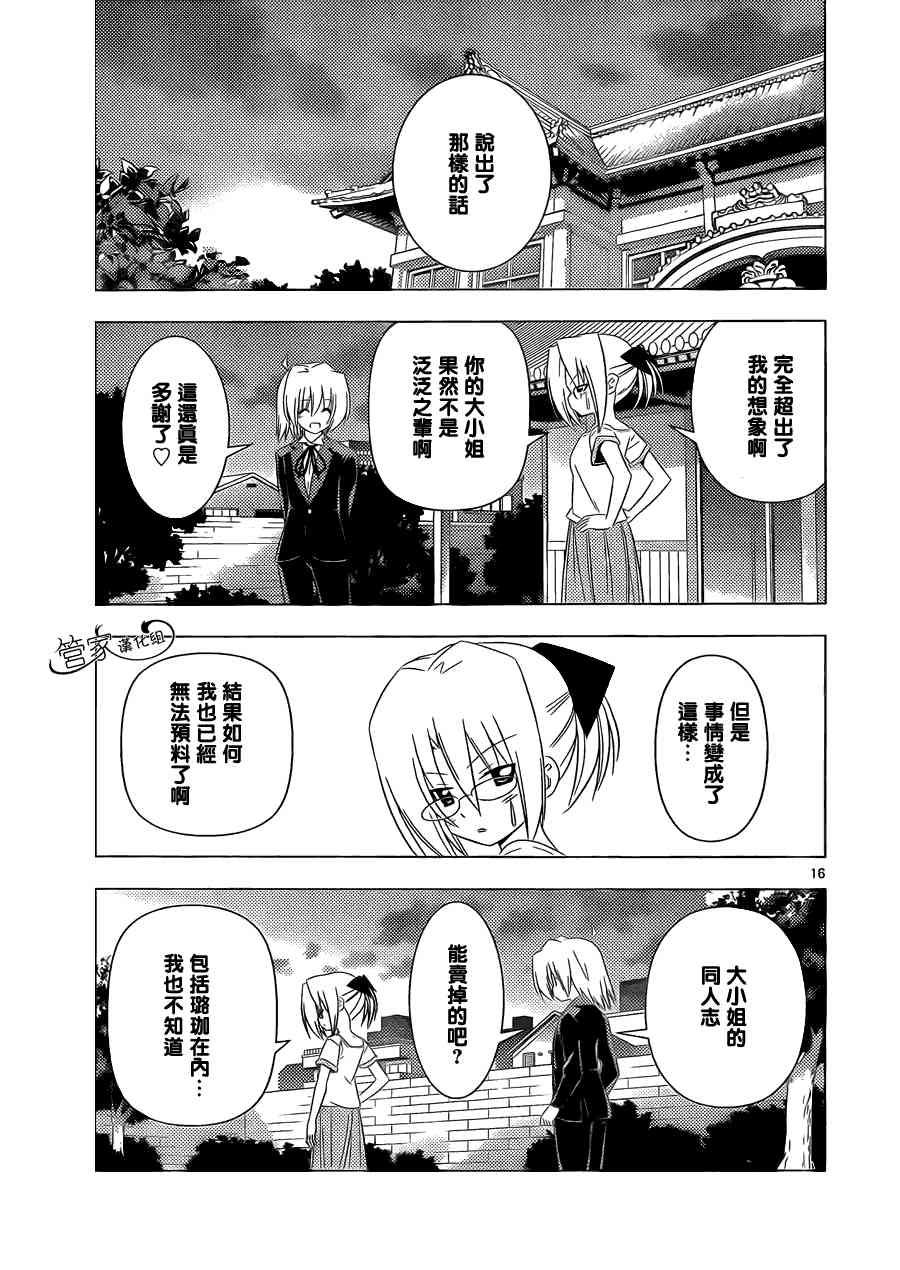 說出了
那樣的話
完全超出了
我的想象啊
你的大小姐
果然不是
泛泛之輩啊
這還真是
多謝了♡
但是
事情變成了
這樣…
結果如何
我也已經
無法預料了啊
管家
漢化組
16
大小姐的
同人志
能賣掉的吧？
包括璐珈在內…
我也不知道